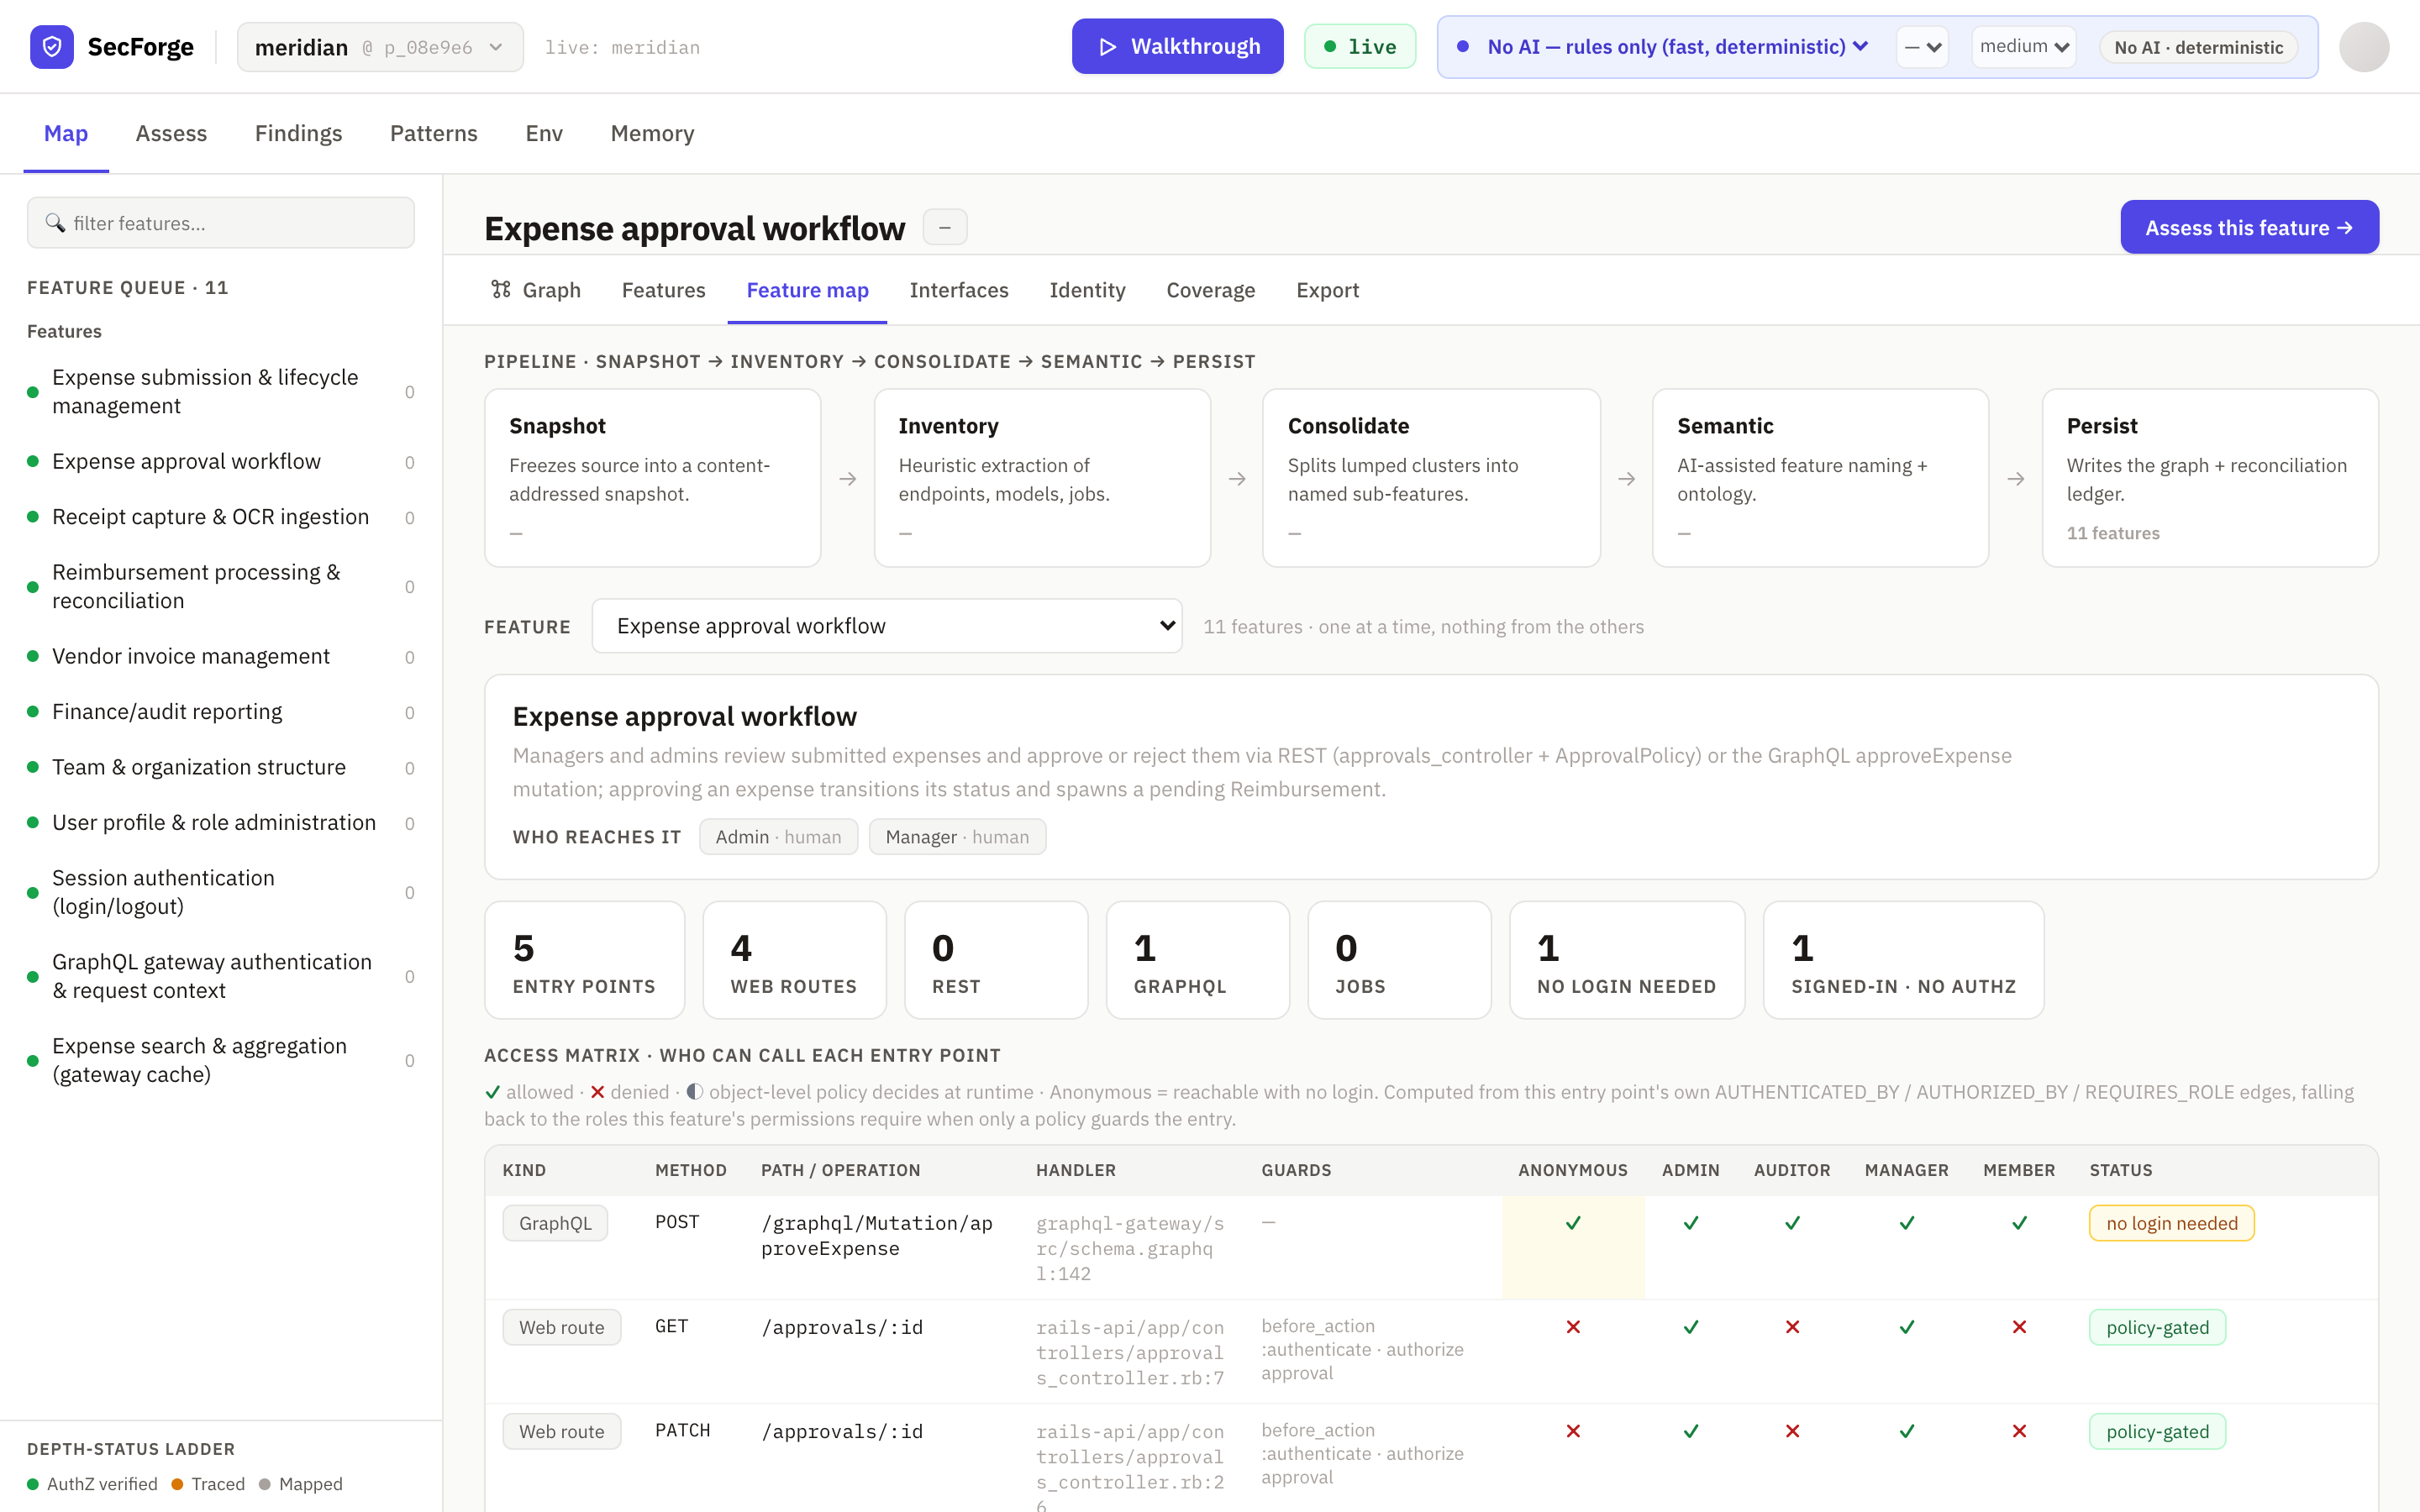 SecForge
meridian @ p_08e9e6
live: meridian
Walkthrough
live
No AI — rules only (fast, deterministic)
—
medium
No AI · deterministic
Map
Assess
Findings
Patterns
Env
Memory
filter features...
FEATURE QUEUE · 11
Features
Expense submission & lifecycle
management
0
Expense approval workflow
0
Receipt capture & OCR ingestion
0
Reimbursement processing &
reconciliation
0
Vendor invoice management
0
Finance/audit reporting
0
Team & organization structure
0
User profile & role administration
0
Session authentication
(login/logout)
0
GraphQL gateway authentication
& request context
0
Expense search & aggregation
(gateway cache)
0
DEPTH-STATUS LADDER
AuthZ verified
Traced
Mapped
Expense approval workflow
—
Assess this feature →
Graph
Features
Feature map
Interfaces
Identity
Coverage
Export
PIPELINE · SNAPSHOT → INVENTORY → CONSOLIDATE → SEMANTIC → PERSIST
Snapshot
Freezes source into a content-
addressed snapshot.
—
→
Inventory
Heuristic extraction of
endpoints, models, jobs.
—
→
Consolidate
Splits lumped clusters into
named sub-features.
—
→
Semantic
AI-assisted feature naming +
ontology.
—
→
Persist
Writes the graph + reconciliation
ledger.
11 features
FEATURE
Expense approval workflow
11 features · one at a time, nothing from the others
Expense approval workflow
Managers and admins review submitted expenses and approve or reject them via REST (approvals_controller + ApprovalPolicy) or the GraphQL approveExpense
mutation; approving an expense transitions its status and spawns a pending Reimbursement.
WHO REACHES IT
Admin · human
Manager · human
5
ENTRY POINTS
4
WEB ROUTES
0
REST
1
GRAPHQL
0
JOBS
1
NO LOGIN NEEDED
1
SIGNED-IN · NO AUTHZ
ACCESS MATRIX · WHO CAN CALL EACH ENTRY POINT
✓ allowed · ✕ denied · ◐ object-level policy decides at runtime · Anonymous = reachable with no login. Computed from this entry point's own AUTHENTICATED_BY / AUTHORIZED_BY / REQUIRES_ROLE edges, falling
back to the roles this feature's permissions require when only a policy guards the entry.
KIND METHOD PATH / OPERATION HANDLER GUARDS ANONYMOUS ADMIN AUDITOR MANAGER MEMBER STATUS
GraphQL
POST
/graphql/Mutation/ap
proveExpense
graphql-gateway/s
rc/schema.graphq
l:142
—
✓ ✓ ✓ ✓ ✓
no login needed
Web route
GET
/approvals/:id
rails-api/app/con
trollers/approval
s_controller.rb:7
before_action
:authenticate · authorize
approval
✕ ✓ ✕ ✓ ✕
policy-gated
Web route
PATCH
/approvals/:id
rails-api/app/con
trollers/approval
s_controller.rb:2
6
before_action
:authenticate · authorize
approval
✕ ✓ ✕ ✓ ✕
policy-gated